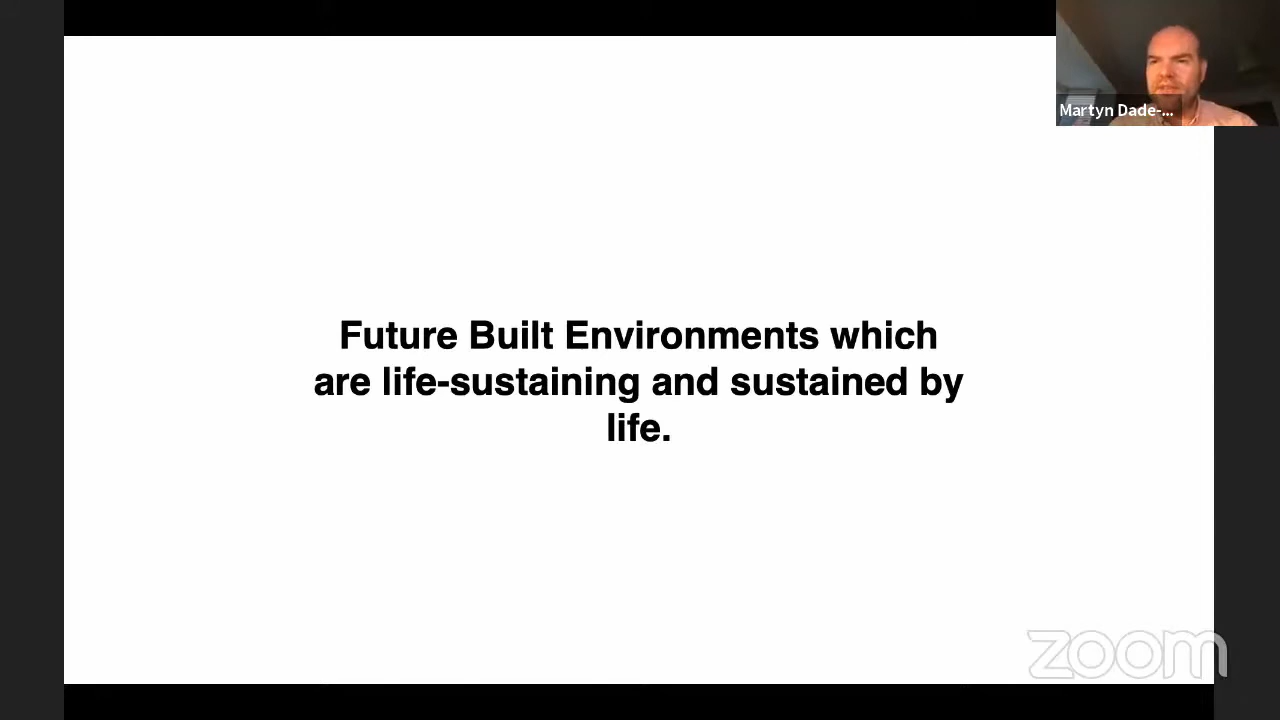 Martyn Dade-...
Future Built Environments which
are life-sustaining and sustained by
life.
zoom